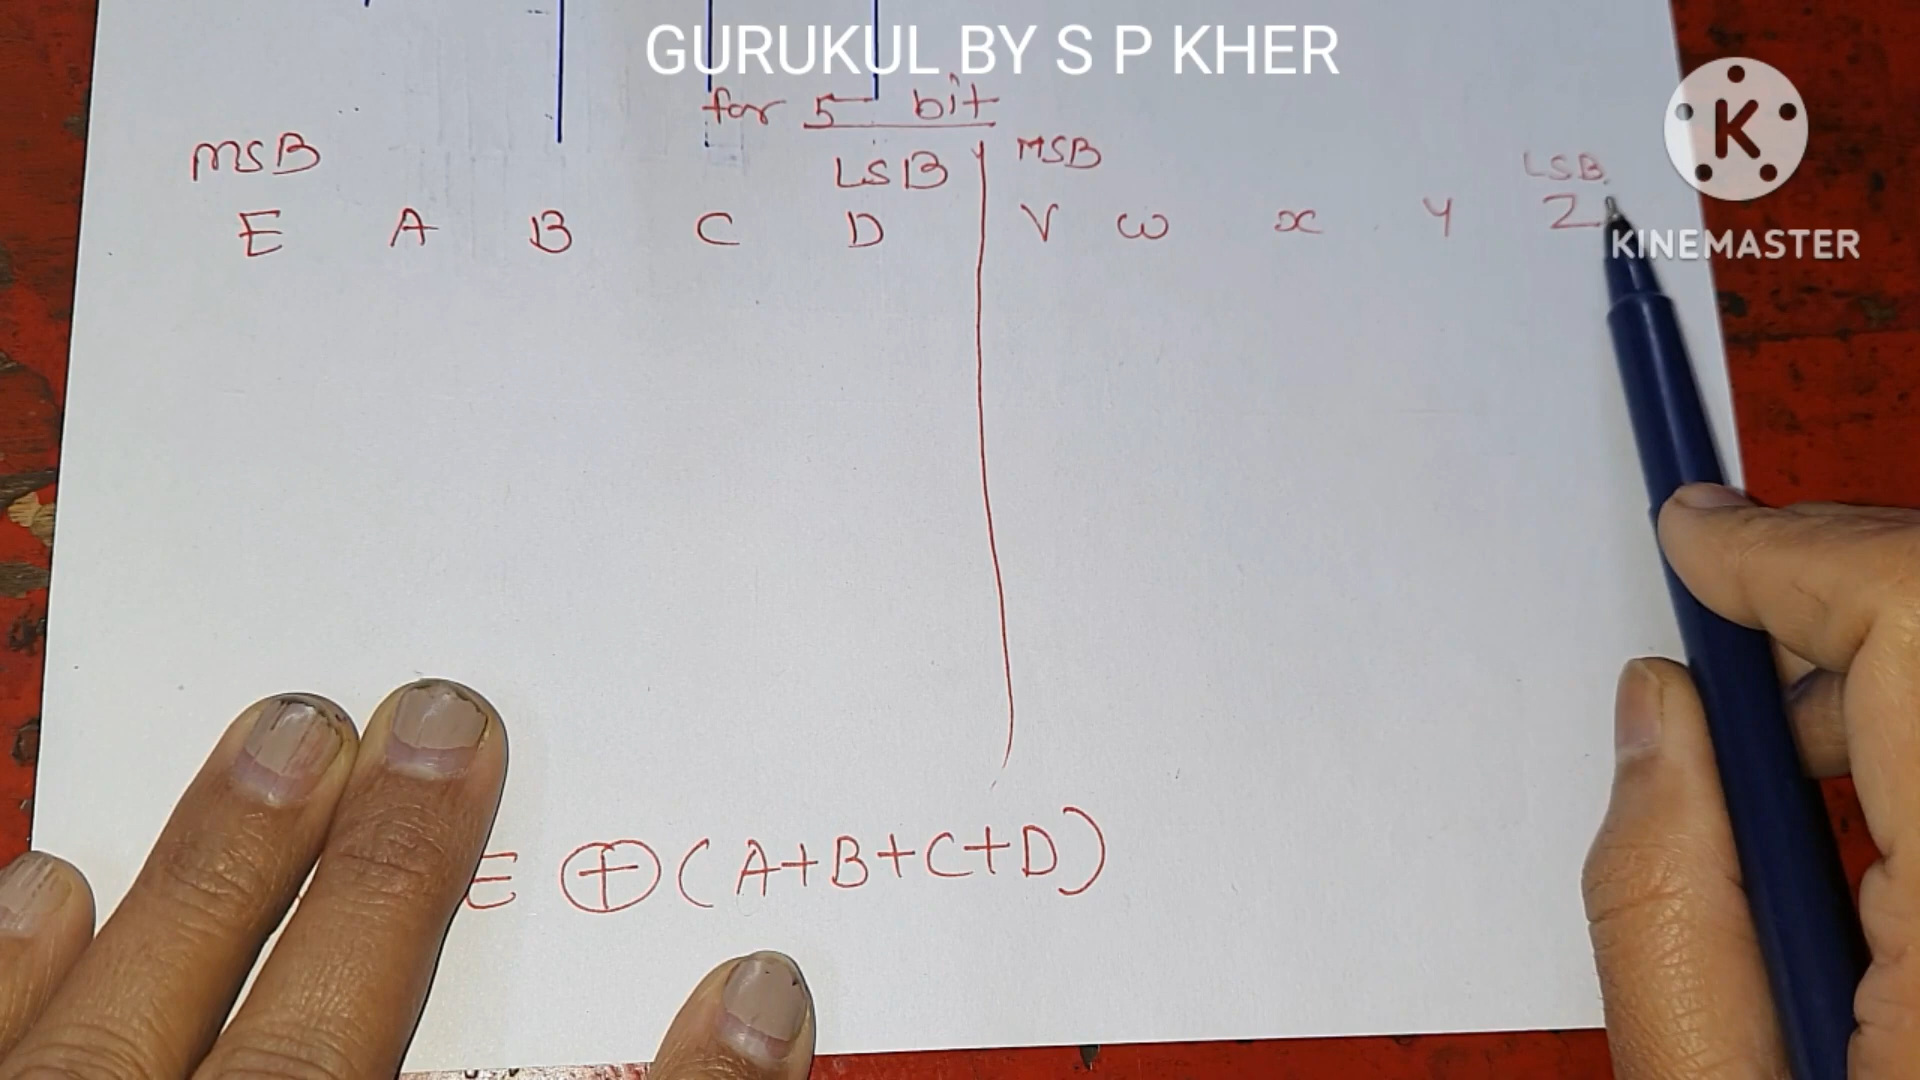 GURUKUL BY S P KHER
for 5 bit
MSB LSB MSB LSB
E A B C D V W X Y Z
K
KINEMASTER
E ⊕ (A+B+C+D)